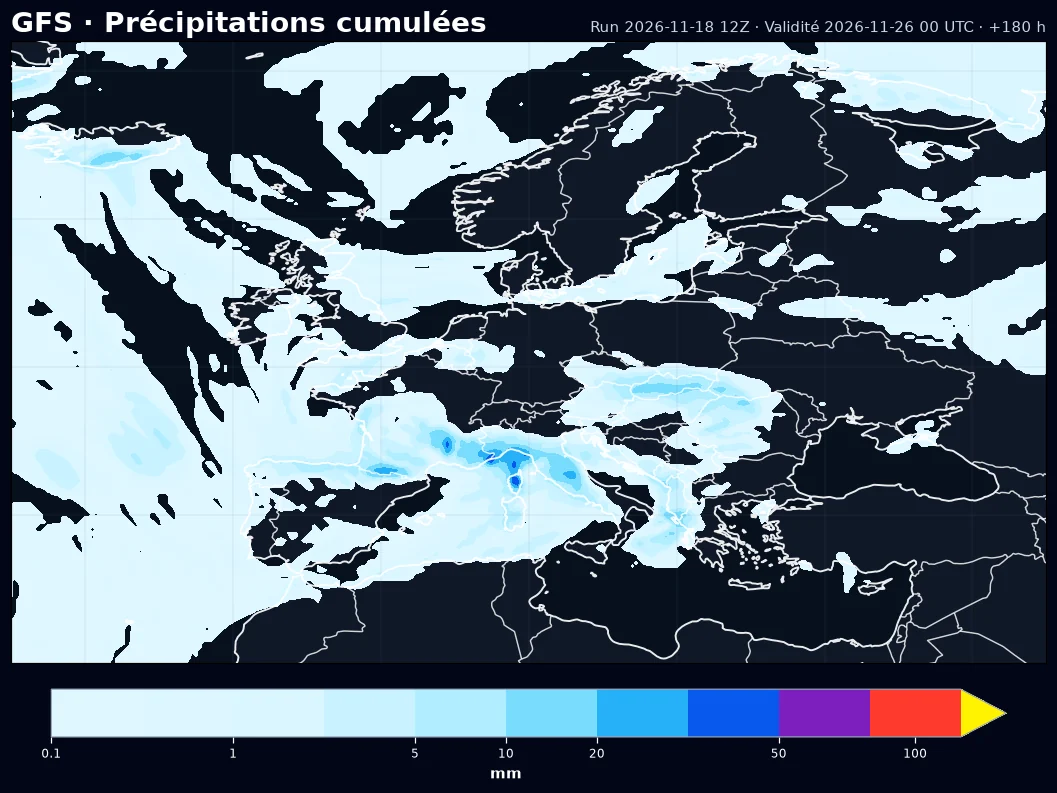 GFS · Précipitations cumulées
Run 2026-11-18 12Z · Validité 2026-11-26 00 UTC · +180 h
0.1 1 5 10 20 50 100
mm